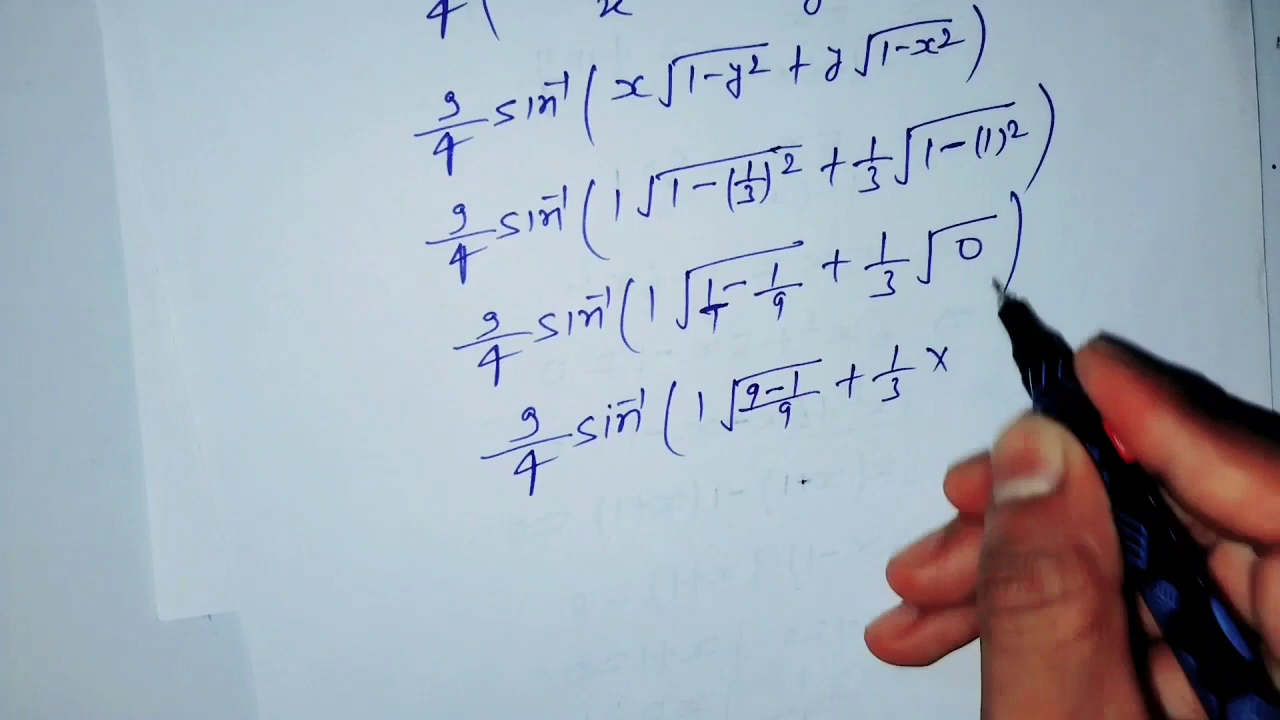 4 ( x y
9/4 sin⁻¹ ( x √(1-y²) + y √(1-x²) )
9/4 sin⁻¹ ( 1 √(1-(1/3)²) + 1/3 √(1-(1)²) )
9/4 sin⁻¹ ( 1 √(1/1 - 1/9) + 1/3 √0 )
9/4 sin⁻¹ ( 1 √((9-1)/9) + 1/3 ×